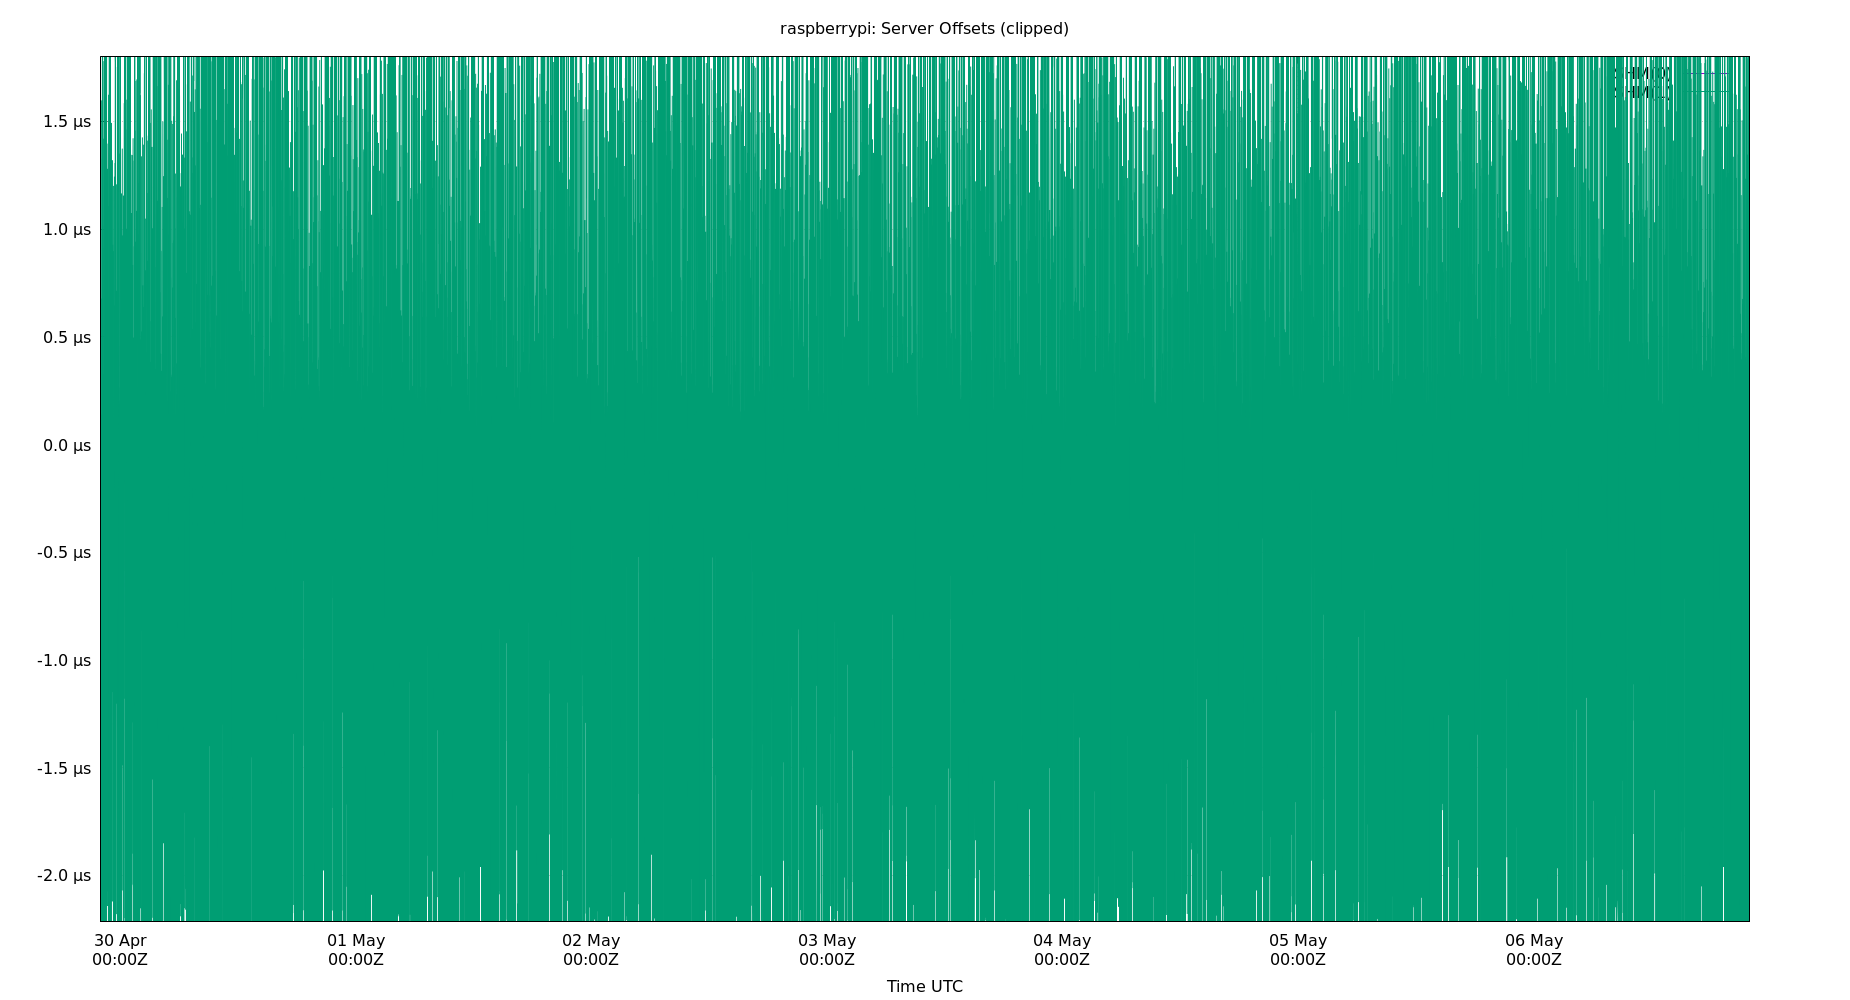 raspberrypi: Server Offsets (clipped)
SHM(0)
1.5 µs
1.0 µs
0.5 µs
0.0 µs
-0.5 µs
-1.0 µs
-1.5 µs
-2.0 µs
30 Apr 01 May 02 May 03 May 04 May 05 May 06 May
00:00Z 00:00Z 00:00Z 00:00Z 00:00Z 00:00Z 00:00Z
Time UTC